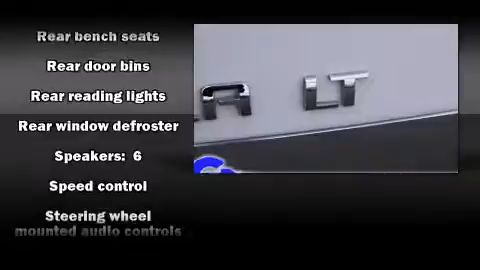 Rear bench seats
Rear door bins
Rear reading lights
Rear window defroster
Speakers: 6
Speed control
Steering wheel
mounted audio controls
LT